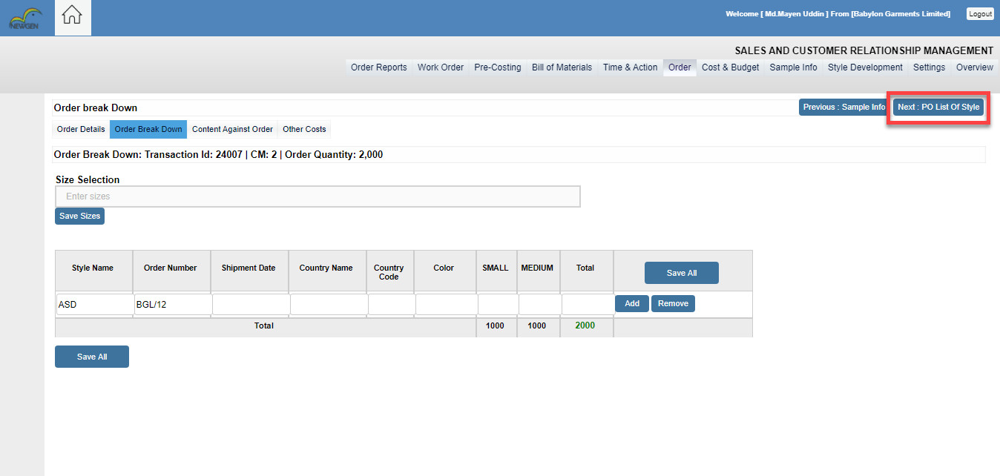 NEWGEN
Welcome [ Md.Mayen Uddin ] From [Babylon Garments Limited]
Logout
SALES AND CUSTOMER RELATIONSHIP MANAGEMENT
Order Reports Work Order Pre-Costing Bill of Materials Time & Action Order Cost & Budget Sample Info Style Development Settings Overview
Order break Down
Previous : Sample Info Next : PO List Of Style
Order Details Order Break Down Content Against Order Other Costs
Order Break Down: Transaction Id: 24007 | CM: 2 | Order Quantity: 2,000
Size Selection
Enter sizes
Save Sizes
Style Name Order Number Shipment Date Country Name Country Code Color SMALL MEDIUM Total Save All
ASD BGL/12 Add Remove
Total 1000 1000 2000
Save All